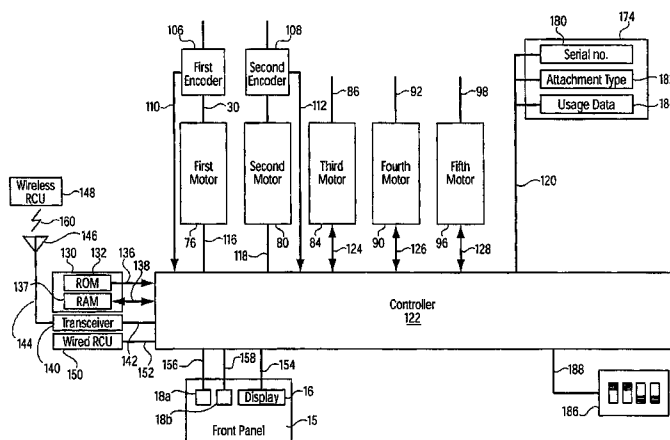 106
108
180
174
First
Encoder
Second
Encoder
Serial no.
Attachment Type
Usage Data
110
30
112
86
92
98
First
Motor
Second
Motor
Third
Motor
Fourth
Motor
Fifth
Motor
120
Wireless
RCU
148
160
146
76
116
80
84
124
90
126
96
128
118
130
132
136
138
ROM
137
RAM
Controller
122
Transceiver
144
140
142
Wired RCU
150
152
156
158
154
188
18a
18b
Display
16
15
Front Panel
186